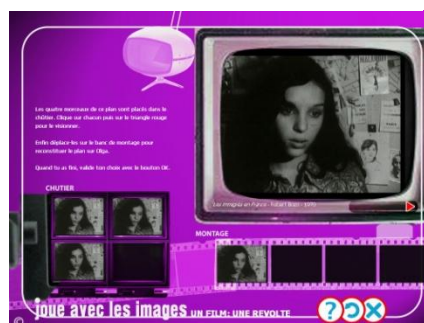 Les quatre morceaux de ce plan sont placés dans le
chûtier. Clique sur chacun puis sur le triangle rouge
pour le visionner.
Enfin déplace-les sur le banc de montage pour
reconstituer le plan sur Olga.
Quand tu as fini, valide ton choix avec le bouton OK.
CHUTIER
MONTAGE
joue avec les images UN FILM: UNE REVOLTE
?
©